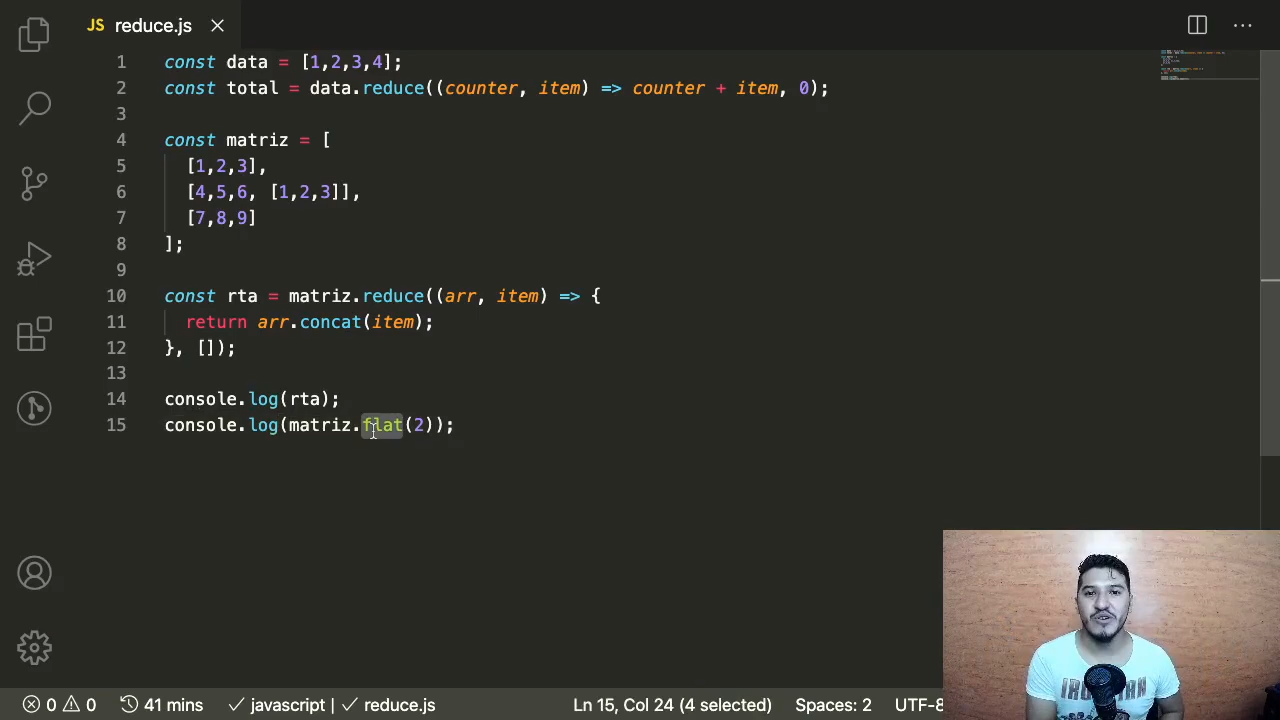 JS reduce.js
1 const data = [1,2,3,4];
2 const total = data.reduce((counter, item) => counter + item, 0);
3
4 const matriz = [
5 [1,2,3],
6 [4,5,6, [1,2,3]],
7 [7,8,9]
8 ];
9
10 const rta = matriz.reduce((arr, item) => {
11 return arr.concat(item);
12 }, []);
13
14 console.log(rta);
15 console.log(matriz.flat(2));
IRON MAN
0 0 41 mins javascript | reduce.js Ln 15, Col 24 (4 selected) Spaces: 2 UTF-8